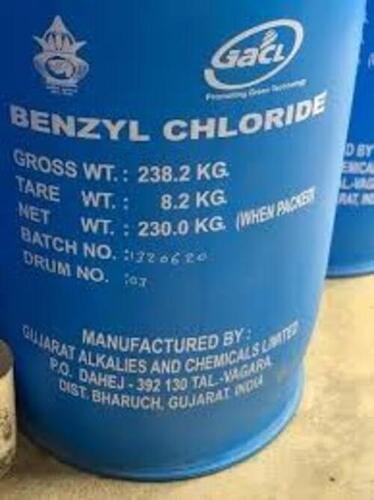 GACL
Promoting Green Technology
BENZYL CHLORIDE
GROSS WT. : 238.2 KG.
TARE WT. : 8.2 KG.
NET WT. : 230.0 KG. (WHEN PACKED)
BATCH NO. : 1320620
DRUM NO. : 03
MANUFACTURED BY :
GUJARAT ALKALIES AND CHEMICALS LIMITED
P.O. DAHEJ - 392 130 TAL.-VAGARA,
DIST. BHARUCH, GUJARAT, INDIA